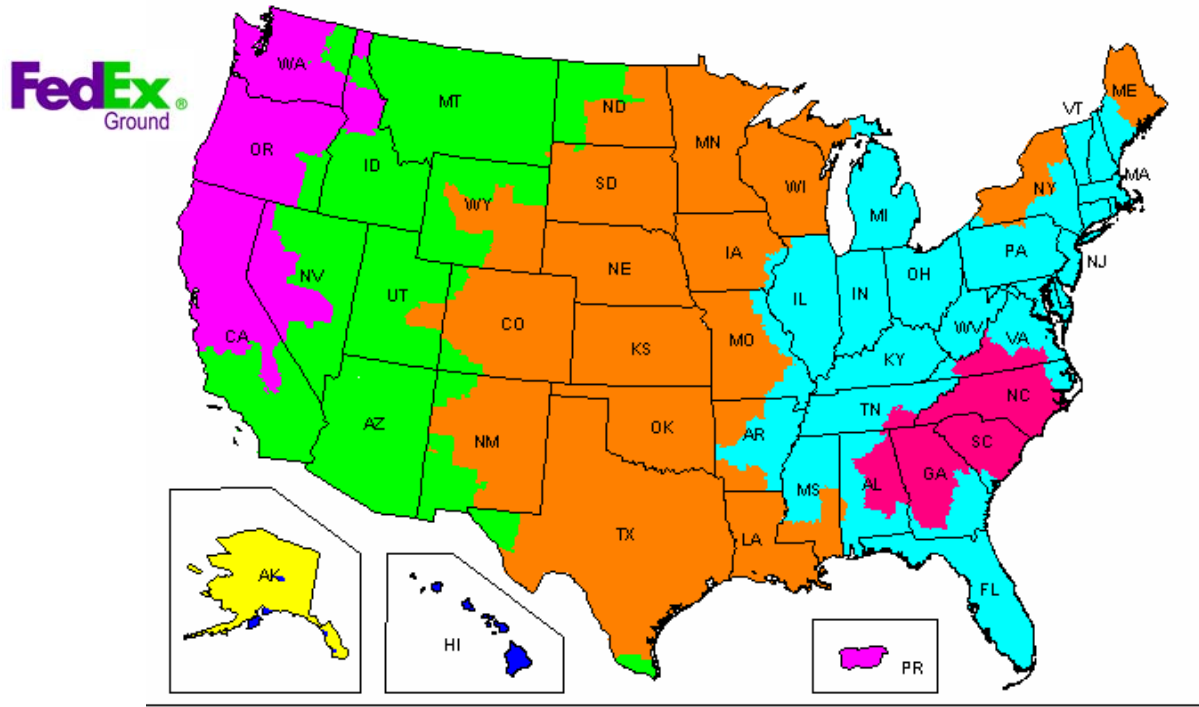 FedEx®
Ground
WA
MT
ND
MN
ME
VT
OR
ID
SD
WI
MI
NY
MA
WY
NE
IA
PA
NJ
NV
UT
CO
KS
MO
IL
IN
OH
WV
VA
CA
KY
AZ
NM
OK
AR
TN
NC
SC
TX
LA
MS
AL
GA
FL
AK
HI
PR